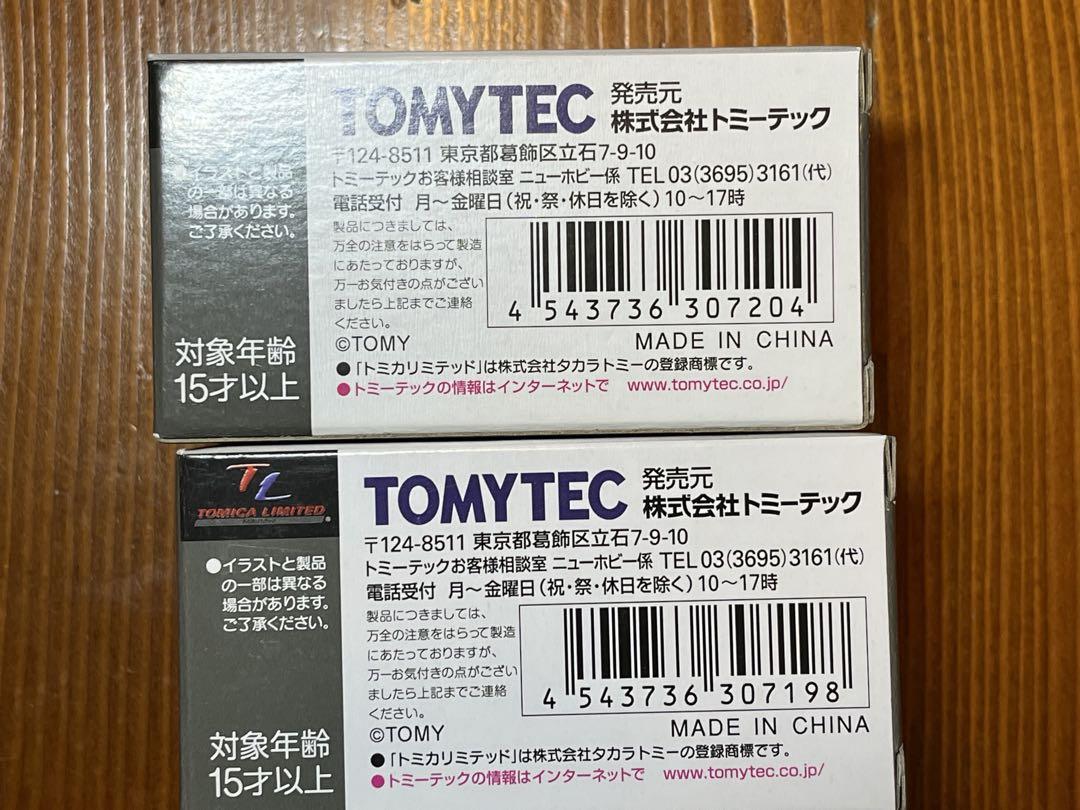 TOMYTEC 発売元
株式会社トミーテック
〒124-8511 東京都葛飾区立石7-9-10
トミーテックお客様相談室 ニューホビー係 TEL 03(3695)3161(代)
電話受付 月〜金曜日(祝・祭・休日を除く)10〜17時
●イラストと製品
の一部は異なる
場合があります。
ご了承ください。
製品につきましては、
万全の注意をはらって製造
にあたっておりますが、
万一お気付きの点がござい
ましたら上記までご連絡
ください。
4 543736 307204
©TOMY MADE IN CHINA
対象年齢
15才以上
●「トミカリミテッド」は株式会社タカラトミーの登録商標です。
●トミーテックの情報はインターネットで www.tomytec.co.jp/
TL
TOMICA LIMITED®
TOMYTEC 発売元
株式会社トミーテック
〒124-8511 東京都葛飾区立石7-9-10
トミーテックお客様相談室 ニューホビー係 TEL 03(3695)3161(代)
電話受付 月〜金曜日(祝・祭・休日を除く)10〜17時
●イラストと製品
の一部は異なる
場合があります。
ご了承ください。
製品につきましては、
万全の注意をはらって製造
にあたっておりますが、
万一お気付きの点がござい
ましたら上記までご連絡
ください。
4 543736 307198
©TOMY MADE IN CHINA
対象年齢
15才以上
●「トミカリミテッド」は株式会社タカラトミーの登録商標です。
●トミーテックの情報はインターネットで www.tomytec.co.jp/